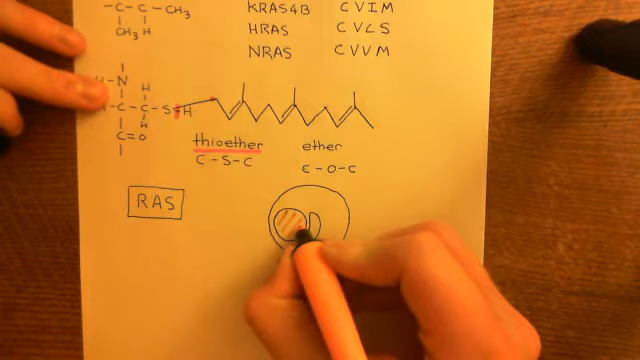 -C-C-CH3
CH3 H
KRAS4B CVIM
HRAS CVLS
NRAS CVVM
H-N
H
C-C-S-H
H
C=O
thioether ether
C-S-C C-O-C
RAS